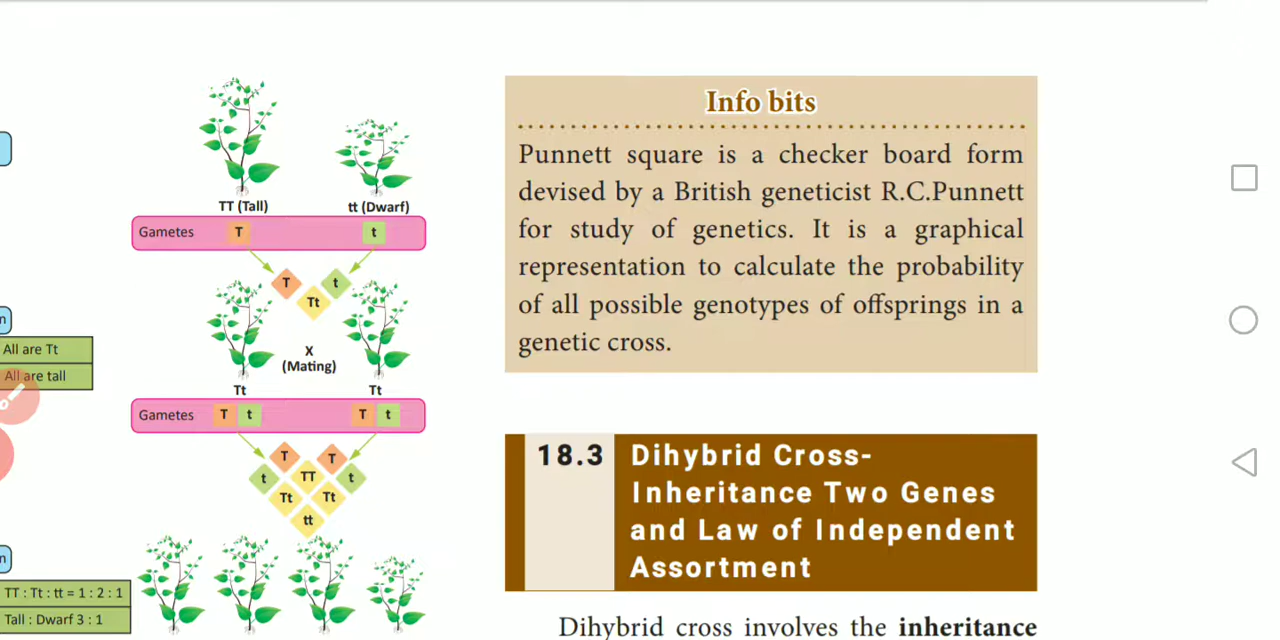 TT (Tall)
tt (Dwarf)
Gametes
T
t
T
t
Tt
X
(Mating)
All are Tt
All are tall
Tt
Tt
Gametes
T t
T t
T
T
t
TT
t
Tt
Tt
tt
TT : Tt : tt = 1 : 2 : 1
Tall : Dwarf 3 : 1
Info bits
Punnett square is a checker board form
devised by a British geneticist R.C.Punnett
for study of genetics. It is a graphical
representation to calculate the probability
of all possible genotypes of offsprings in a
genetic cross.
18.3
Dihybrid Cross-
Inheritance Two Genes
and Law of Independent
Assortment
Dihybrid cross involves the inheritance